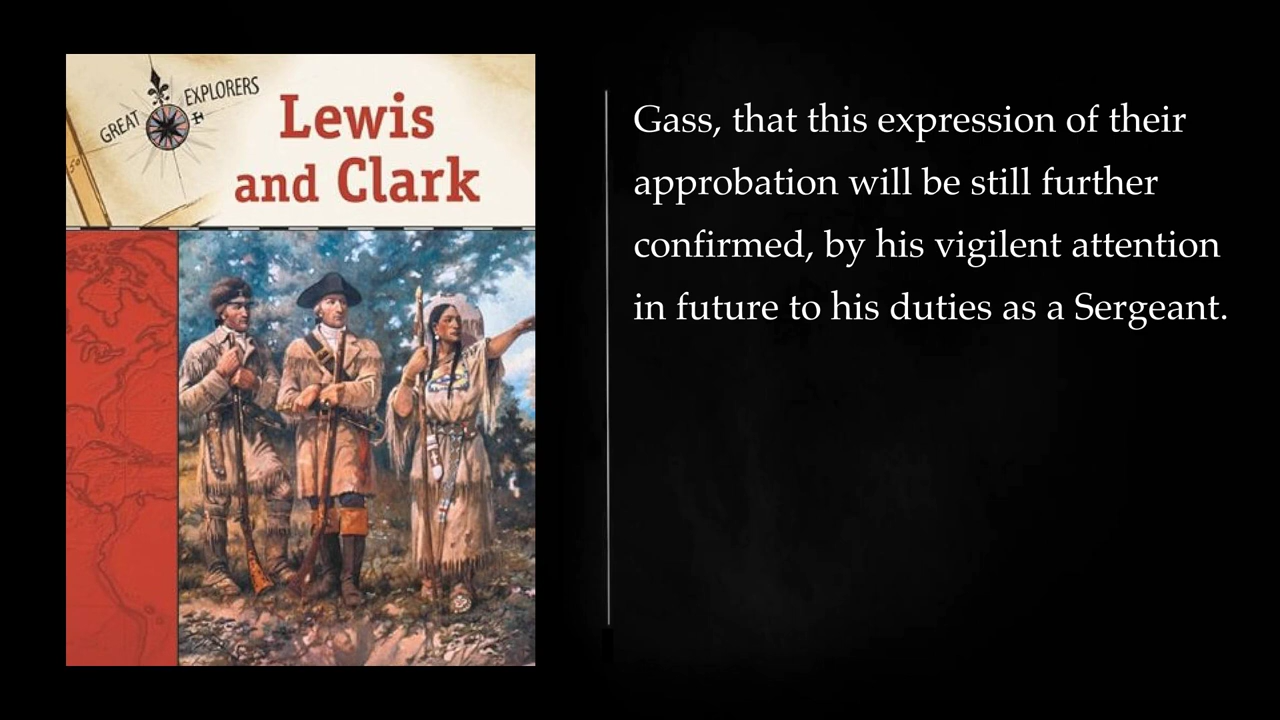 GREAT EXPLORERS
Lewis
and Clark
50
Gass, that this expression of their
approbation will be still further
confirmed, by his vigilent attention
in future to his duties as a Sergeant.